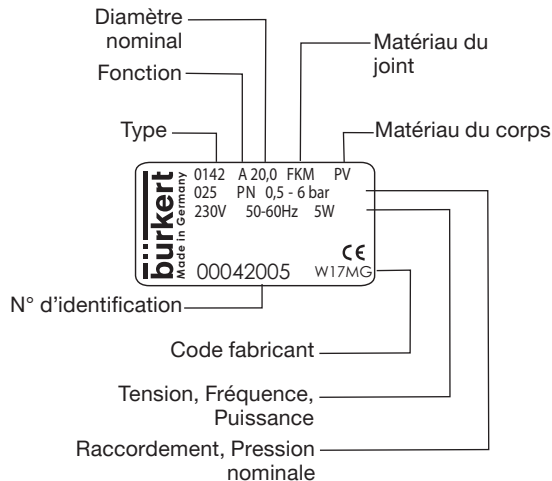 Diamètre
nominal
Fonction
Type
Matériau du
joint
Matériau du corps
burkert
Made in Germany
0142 A 20,0 FKM PV
025 PN 0,5 - 6 bar
230V 50-60Hz 5W
CE
00042005 W17MG
N° d'identification
Code fabricant
Tension, Fréquence,
Puissance
Raccordement, Pression
nominale